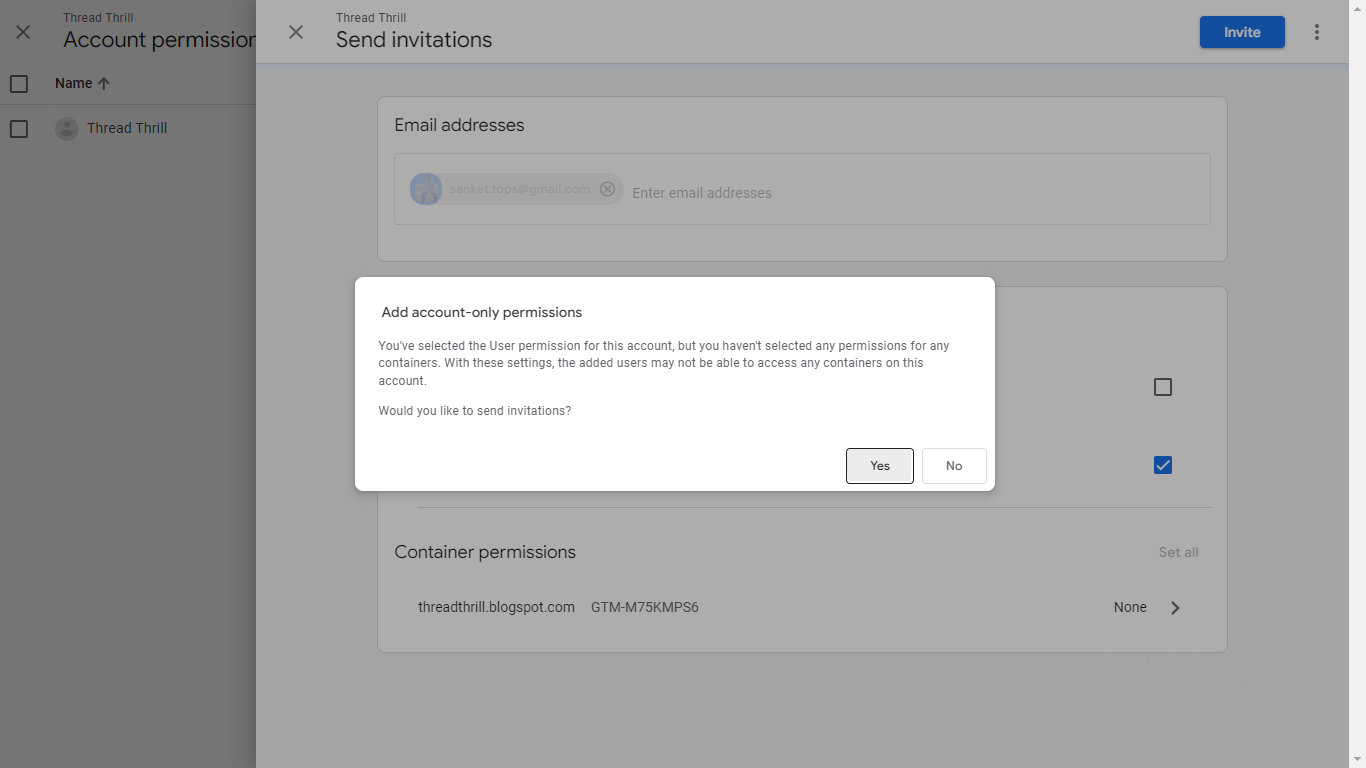 Thread Thrill
Account permission
Name
Thread Thrill
Thread Thrill
Send invitations
Invite
Email addresses
sanket.tops@gmail.com
Enter email addresses
Add account-only permissions
You've selected the User permission for this account, but you haven't selected any permissions for any
containers. With these settings, the added users may not be able to access any containers on this
account.
Would you like to send invitations?
Yes
No
Container permissions
Set all
threadthrill.blogspot.com
GTM-M75KMPS6
None